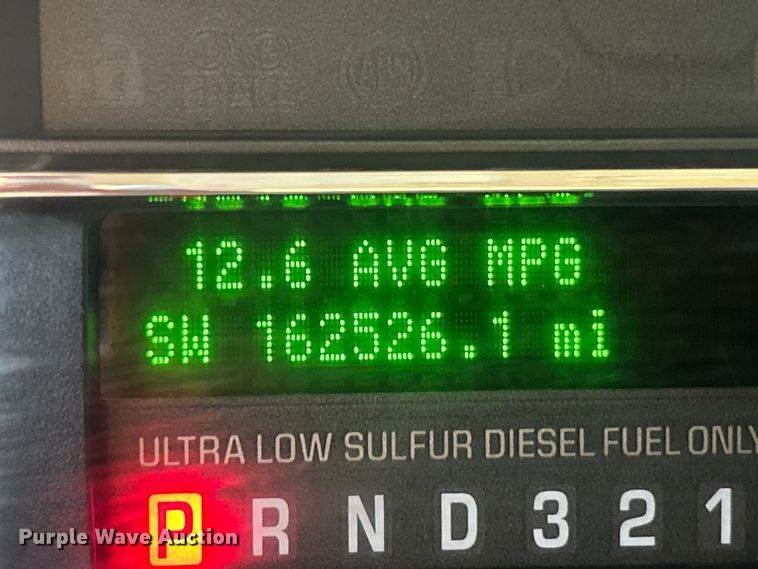 12.6 AVG MPG
SW 162526.1 mi
ULTRA LOW SULFUR DIESEL FUEL ONLY
P R N D 3 2 1
Purple Wave Auction